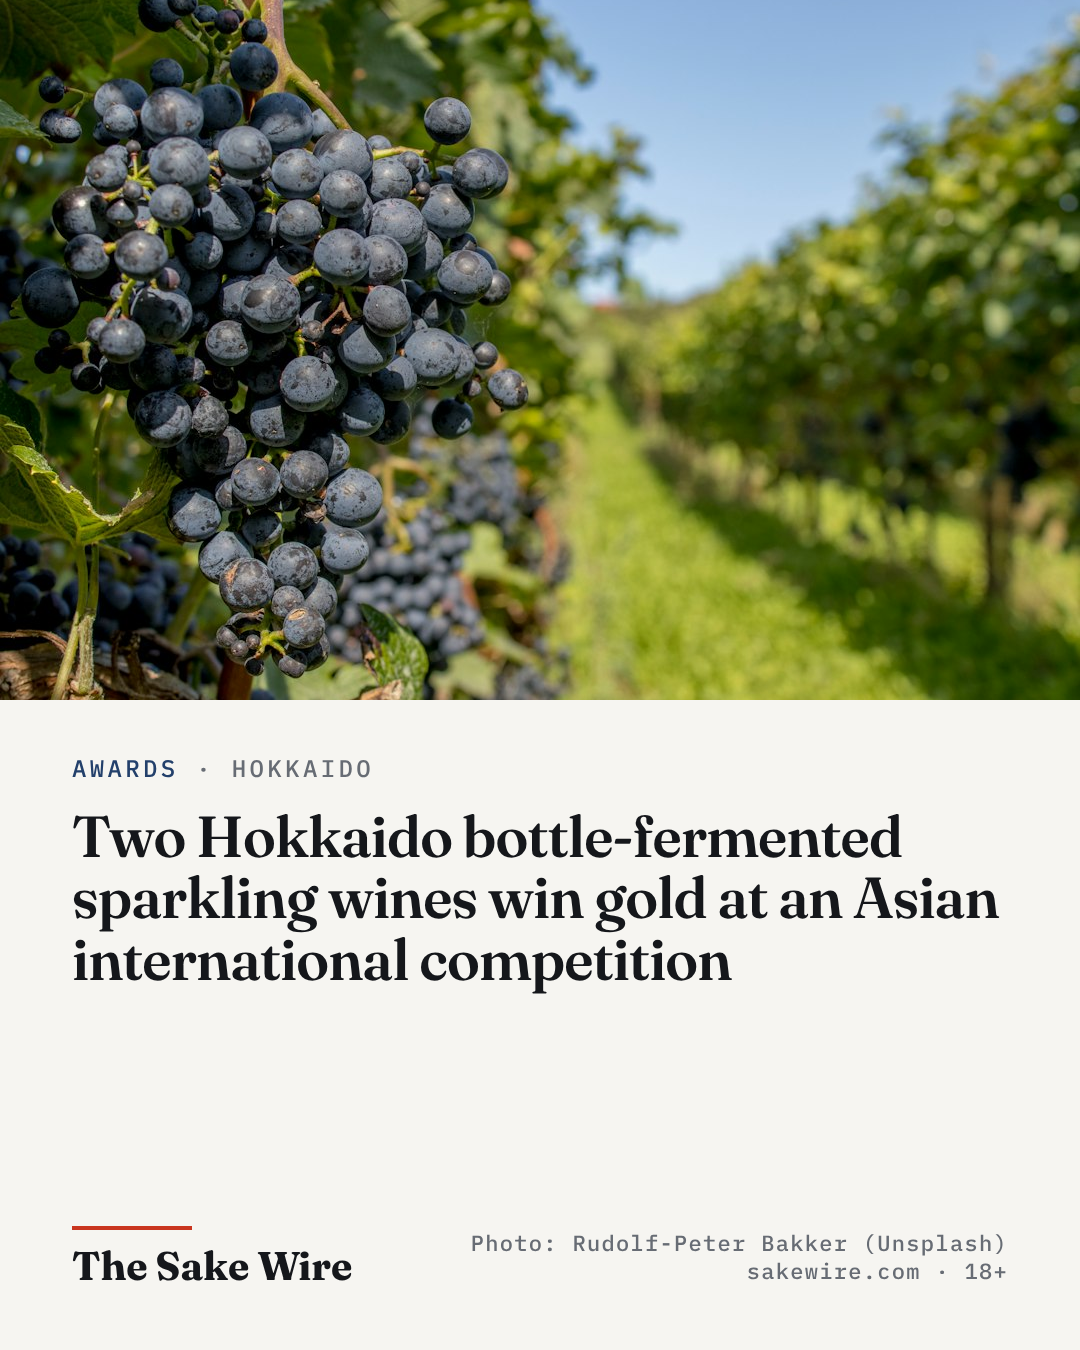 AWARDS · HOKKAIDO
Two Hokkaido bottle-fermented
sparkling wines win gold at an Asian
international competition
The Sake Wire
Photo: Rudolf-Peter Bakker (Unsplash)
sakewire.com · 18+